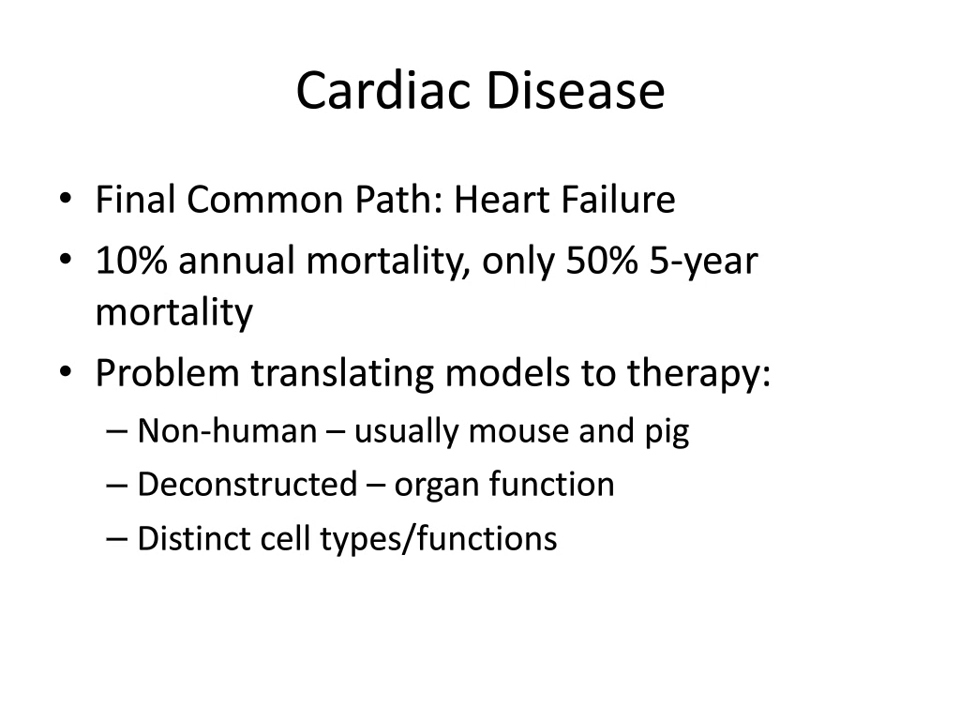 Cardiac Disease
• Final Common Path: Heart Failure
• 10% annual mortality, only 50% 5-year
mortality
• Problem translating models to therapy:
– Non-human – usually mouse and pig
– Deconstructed – organ function
– Distinct cell types/functions